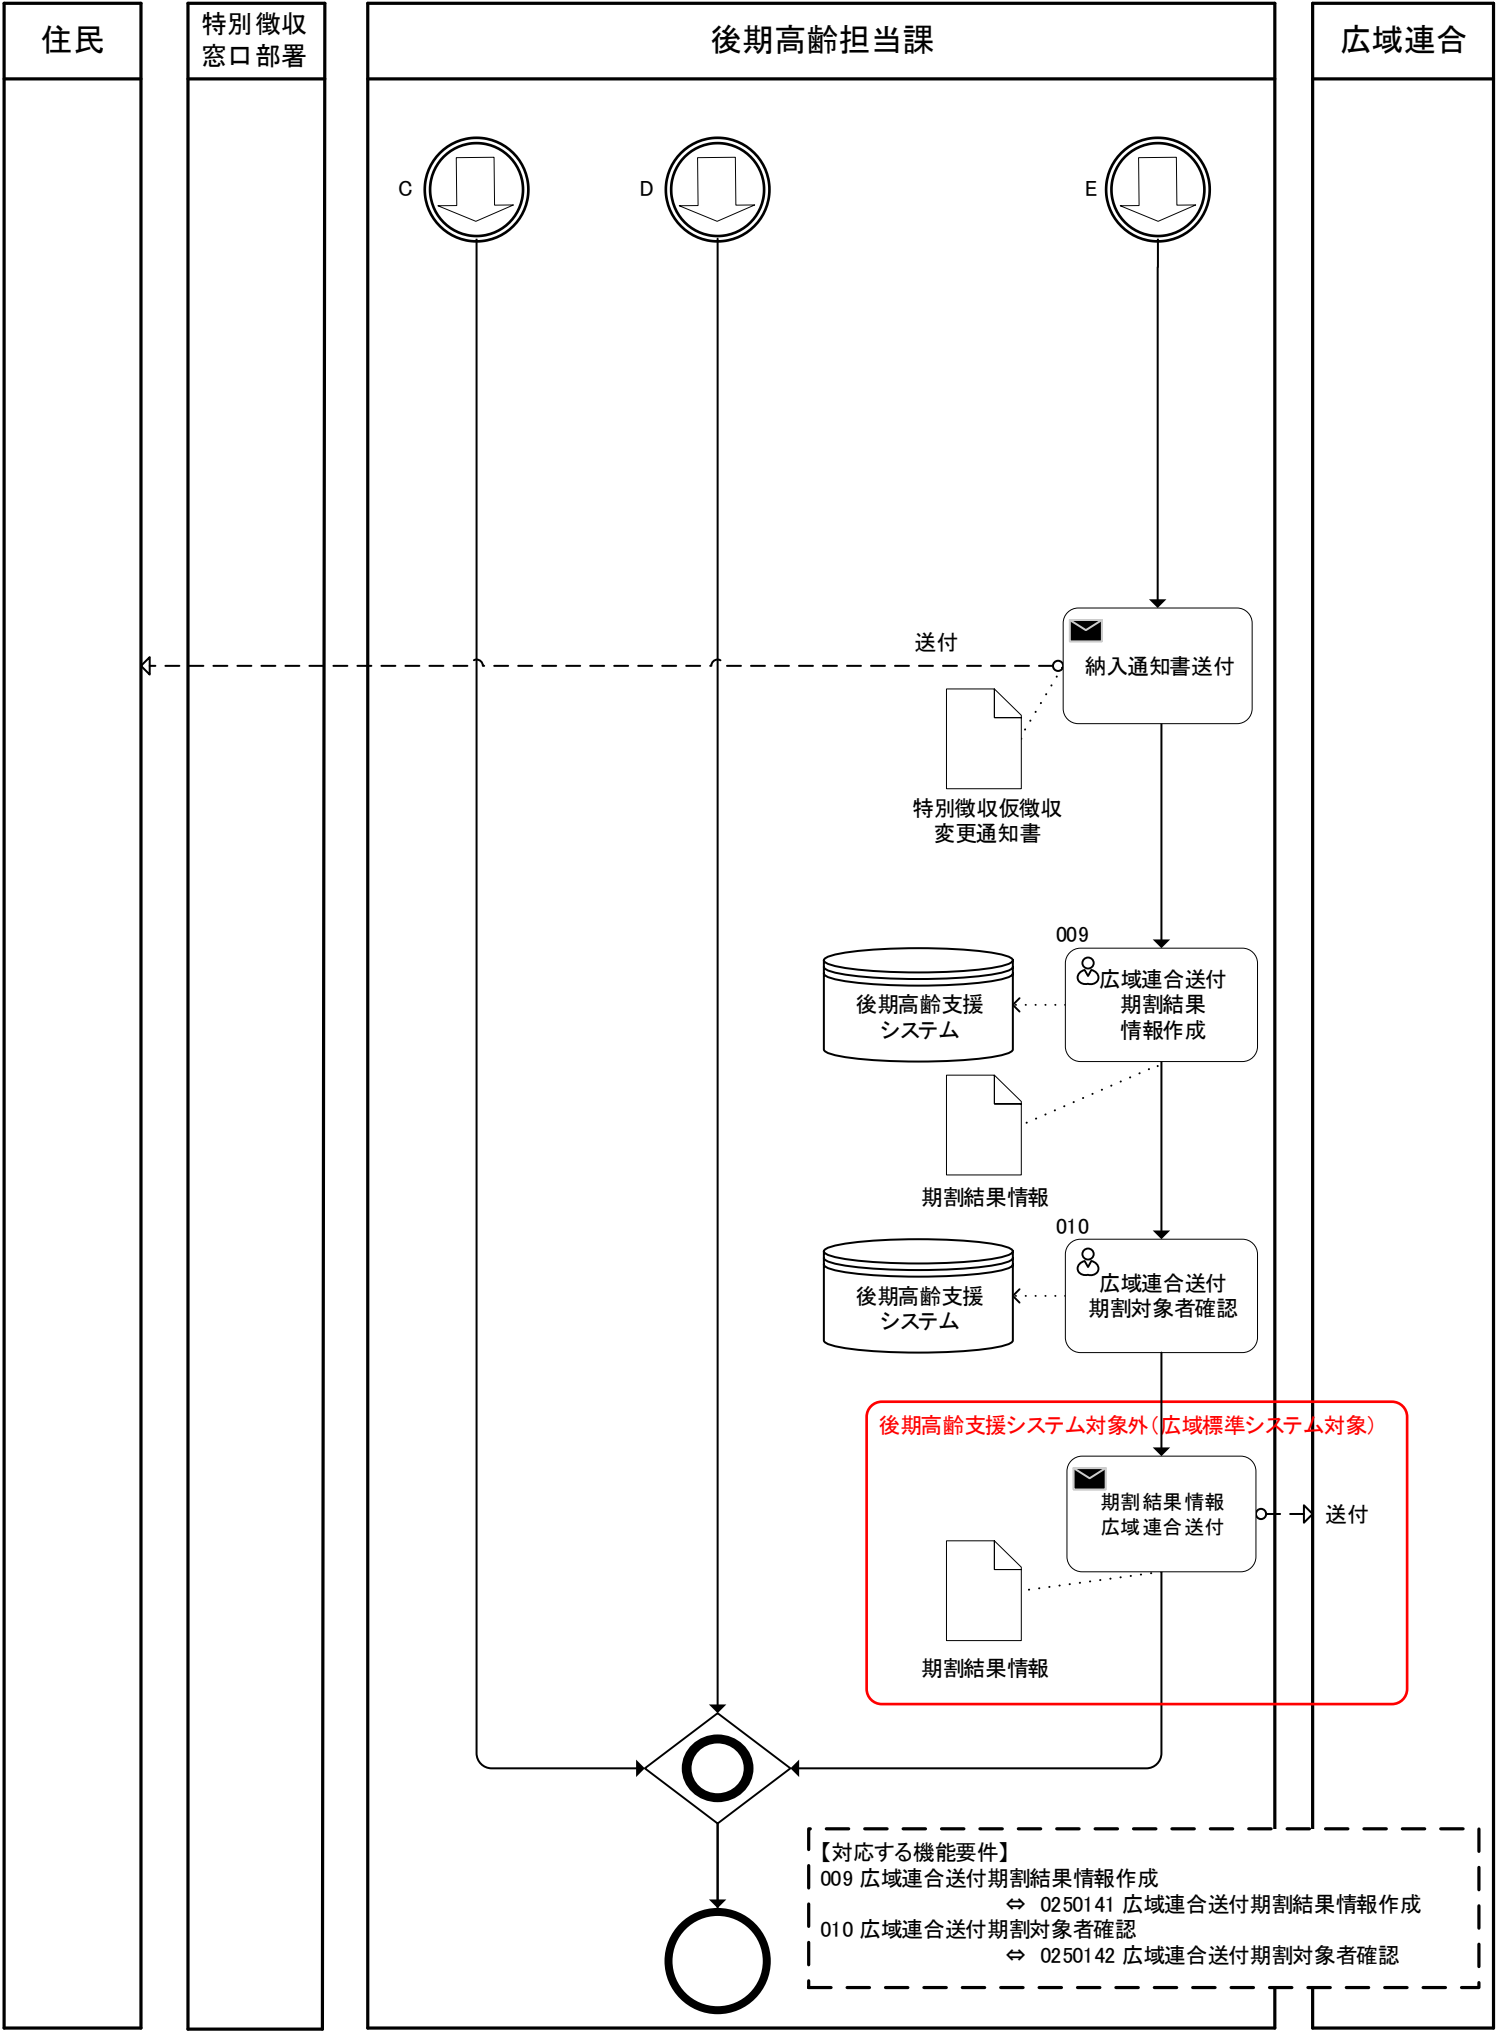 住民
特別徴収
窓口部署
後期高齢担当課
広域連合
C
D
E
送付
納入通知書送付
特別徴収仮徴収
変更通知書
009
広域連合送付
期割結果
情報作成
後期高齢支援
システム
期割結果情報
010
広域連合送付
期割対象者確認
後期高齢支援
システム
後期高齢支援システム対象外（広域標準システム対象）
期割結果情報
広域連合送付
送付
期割結果情報
【対応する機能要件】
009 広域連合送付期割結果情報作成
⇔ 0250141 広域連合送付期割結果情報作成
010 広域連合送付期割対象者確認
⇔ 0250142 広域連合送付期割対象者確認